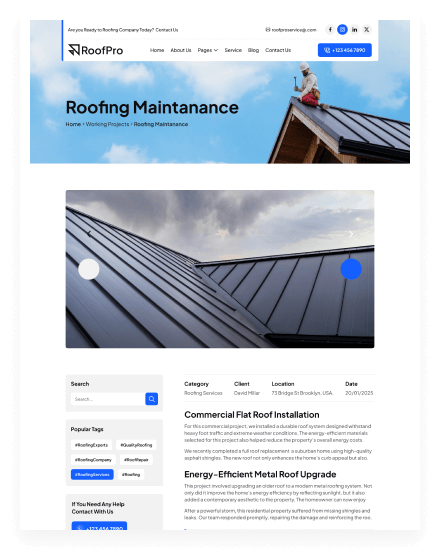 Are you Ready to Roofing Company Today? Contact Us
roofproservice@.com
RoofPro
Home About Us Pages Service Blog Contact Us
+123 456 7890
Roofing Maintanance
Home › Working Projects › Roofing Maintanance
Search
Search...
Popular Tags
#RoofingExperts #QualityRoofing
#RoofingCompany #RoofRepair
#RoofingServices #Roofing
If You Need Any Help
Contact With Us
+123 456 7890
Category Client Location Date
Roofing Services David Millar 73 Bridge St Brooklyn, USA. 20/01/2025
Commercial Flat Roof Installation
For this commercial project, we installed a durable roof system designed withstand
heavy foot traffic and extreme weather conditions. The energy-efficient materials
selected for this project also helped reduce the property's overall energy costs.
We recently completed a full roof replacement, a suburban home using high-quality
asphalt shingles. The new roof not only enhances the home's curb appeal but also.
Energy-Efficient Metal Roof Upgrade
This project involved upgrading an older roof to a modern metal roofing system. Not
only did it improve the home's energy efficiency by reflecting sunlight, but it also
added a contemporary aesthetic to the property. The homeowner can now enjoy
After a powerful storm, this residential property suffered from missing shingles and
leaks. Our team responded promptly, repairing the damage and reinforcing the roo.